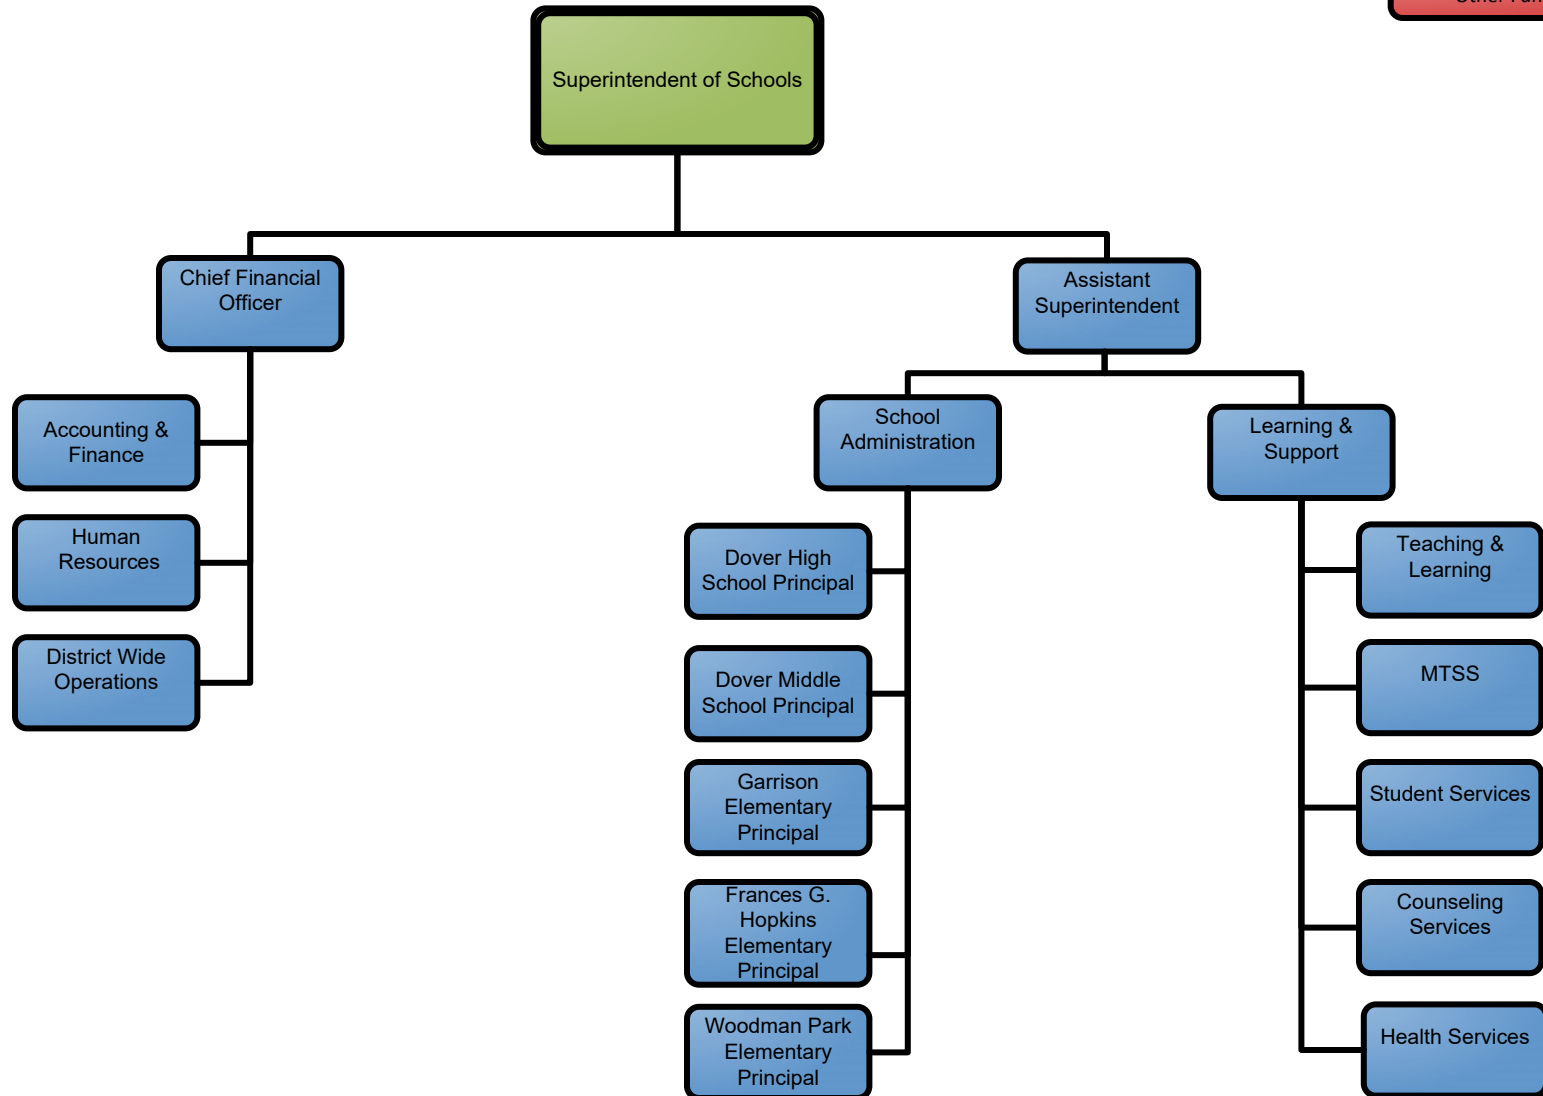 Other
Superintendent of Schools
Chief Financial
Officer
Assistant
Superintendent
Accounting &
Finance
Human
Resources
District Wide
Operations
School
Administration
Learning &
Support
Dover High
School Principal
Dover Middle
School Principal
Garrison
Elementary
Principal
Frances G.
Hopkins
Elementary
Principal
Woodman Park
Elementary
Principal
Teaching &
Learning
MTSS
Student Services
Counseling
Services
Health Services